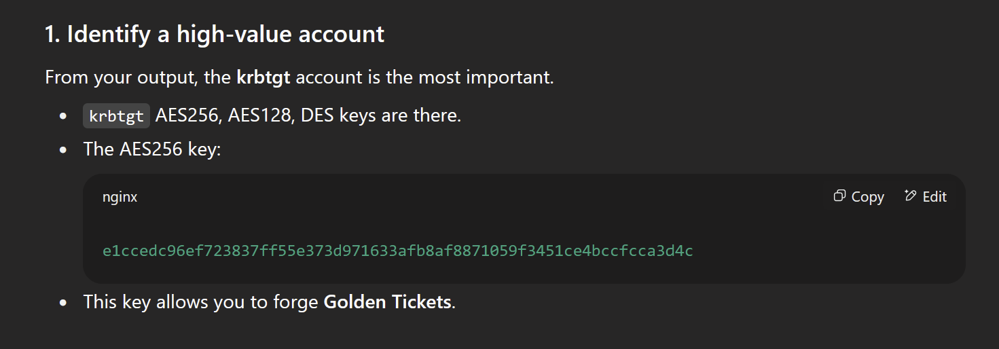 1. Identify a high-value account
From your output, the krbtgt account is the most important.
• krbtgt AES256, AES128, DES keys are there.
• The AES256 key:
nginx
Copy
Edit
e1ccedc96ef723837ff55e373d971633afb8af8871059f3451ce4bccfcca3d4c
• This key allows you to forge Golden Tickets.